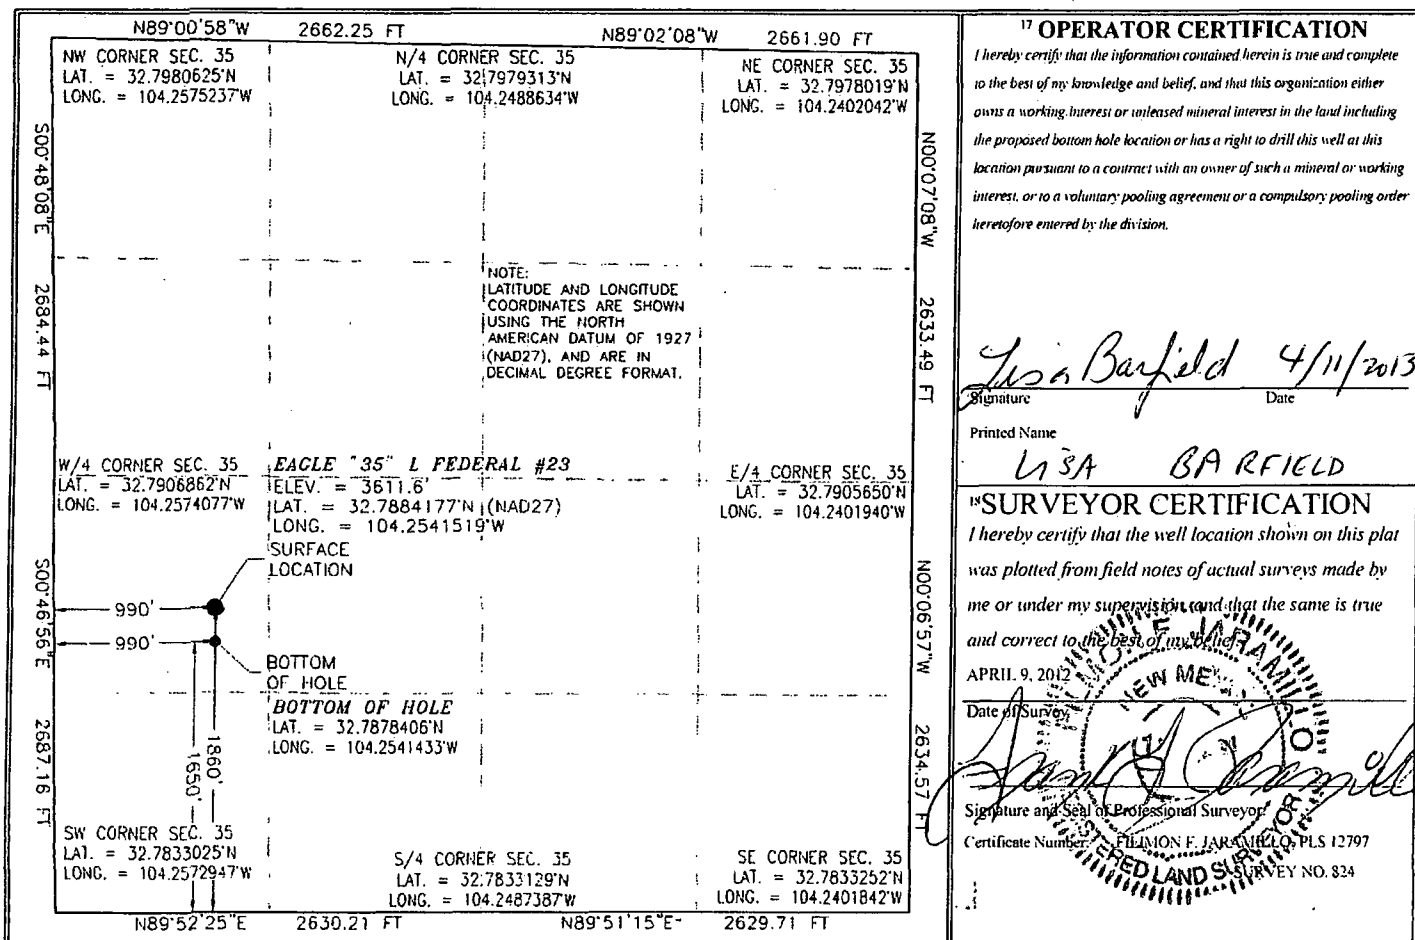 N89°00'58"W 2662.25 FT N89°02'08"W 2661.90 FT
NW CORNER SEC. 35
LAT. = 32.7980625°N
LONG. = 104.2575237°W
N/4 CORNER SEC. 35
LAT. = 32.7979313°N
LONG. = 104.2488634°W
NE CORNER SEC. 35
LAT. = 32.7978019°N
LONG. = 104.2402042°W
S00°48'08"E 2684.44 FT
N00°07'08"W 2633.49 FT
NOTE:
LATITUDE AND LONGITUDE
COORDINATES ARE SHOWN
USING THE NORTH
AMERICAN DATUM OF 1927
(NAD27), AND ARE IN
DECIMAL DEGREE FORMAT.
W/4 CORNER SEC. 35
LAT. = 32.7906862°N
LONG. = 104.2574077°W
EAGLE "35" L FEDERAL #23
ELEV. = 3611.6'
LAT. = 32.7884177°N (NAD27)
LONG. = 104.2541519°W
E/4 CORNER SEC. 35
LAT. = 32.7905650°N
LONG. = 104.2401940°W
SURFACE
LOCATION
990'
990'
BOTTOM
OF HOLE
BOTTOM OF HOLE
LAT. = 32.7878406°N
LONG. = 104.2541433°W
1860'
1650'
S00°46'56"E 2687.16 FT
N00°06'57"W 2634.57 FT
SW CORNER SEC. 35
LAT. = 32.7833025°N
LONG. = 104.2572947°W
S/4 CORNER SEC. 35
LAT. = 32.7833129°N
LONG. = 104.2487387°W
SE CORNER SEC. 35
LAT. = 32.7833252°N
LONG. = 104.2401842°W
N89°52'25"E 2630.21 FT N89°51'15"E 2629.71 FT
17 OPERATOR CERTIFICATION
I hereby certify that the information contained herein is true and complete
to the best of my knowledge and belief, and that this organization either
owns a working interest or unleased mineral interest in the land including
the proposed bottom hole location or has a right to drill this well at this
location pursuant to a contract with an owner of such a mineral or working
interest, or to a voluntary pooling agreement or a compulsory pooling order
heretofore entered by the division.
Lisa Barfield 4/11/2013
Signature Date
Printed Name
LISA BARFIELD
18 SURVEYOR CERTIFICATION
I hereby certify that the well location shown on this plat
was plotted from field notes of actual surveys made by
me or under my supervision, and that the same is true
and correct to the best of my belief.
APRIL 9, 2012
Date of Survey
Signature and Seal of Professional Surveyor:
Certificate Number: FILIMON F. JARAMILLO, PLS 12797
SURVEY NO. 824
NEW MEXICO